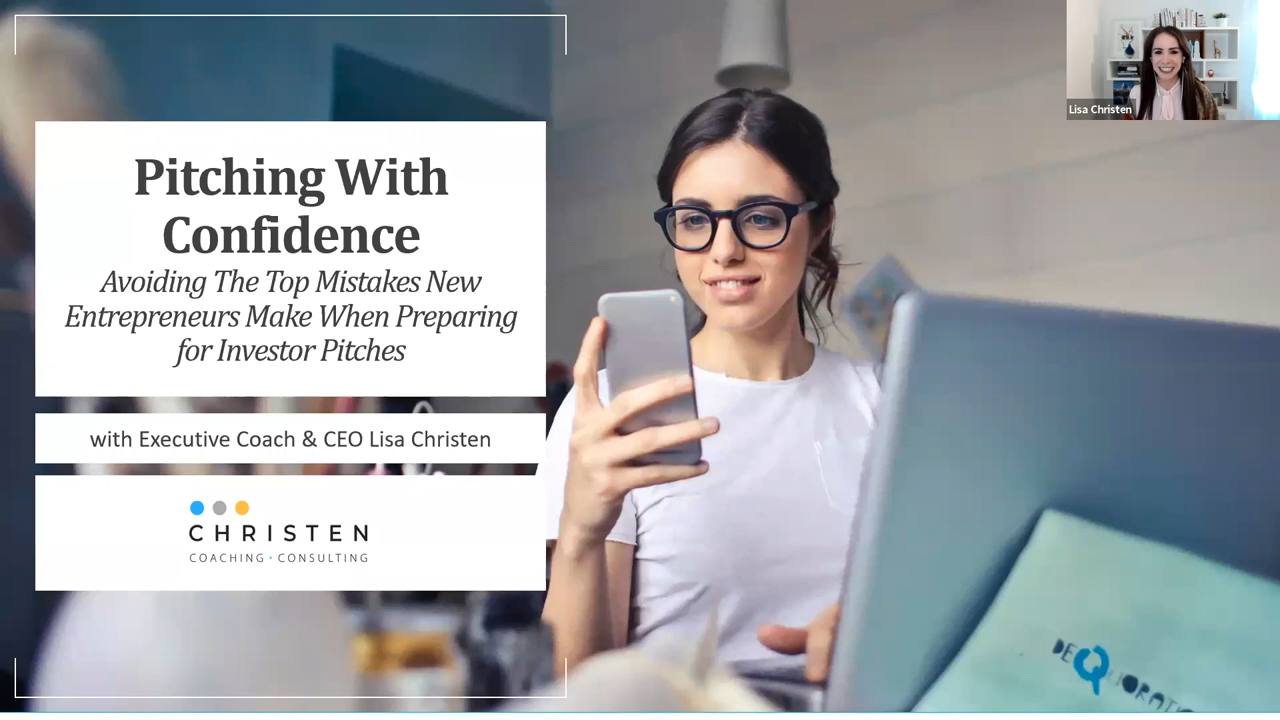 Pitching With
Confidence
Avoiding The Top Mistakes New
Entrepreneurs Make When Preparing
for Investor Pitches
with Executive Coach & CEO Lisa Christen
CHRISTEN
COACHING · CONSULTING
Lisa Christen